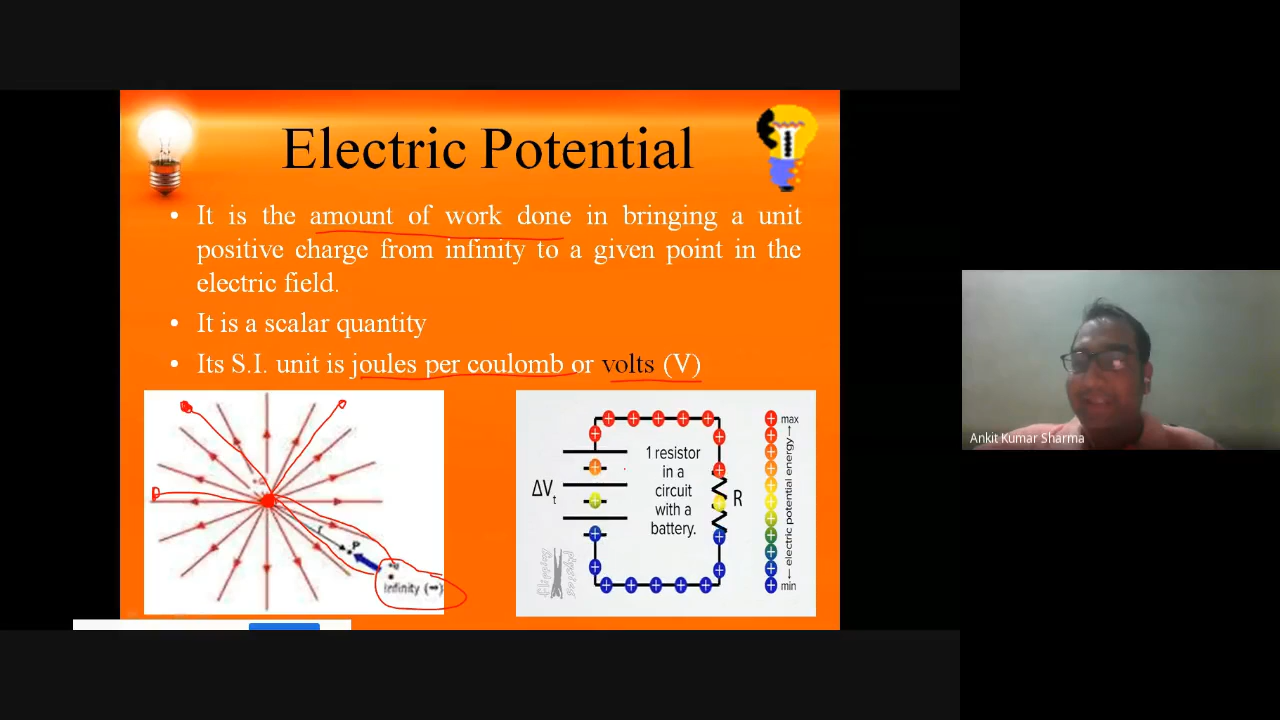 Electric Potential
• It is the amount of work done in bringing a unit
positive charge from infinity to a given point in the
electric field.
• It is a scalar quantity
• Its S.I. unit is joules per coulomb or volts (V)
P
r
P
Infinity (∞)
ΔVt
1 resistor
in a
circuit
with a
battery.
R
max
← electric potential energy →
min
Ankit Kumar Sharma